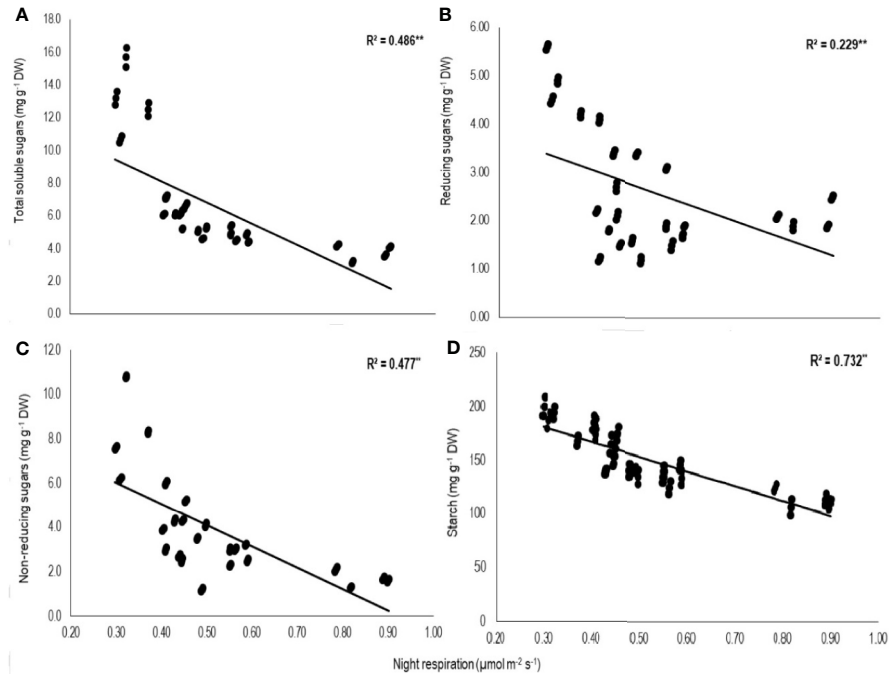 A
R² = 0.486**
Total soluble sugars (mg g⁻¹ DW)
18.0
16.0
14.0
12.0
10.0
8.0
6.0
4.0
2.0
0.0
B
R² = 0.229**
Reducing sugars (mg g⁻¹ DW)
6.00
5.00
4.00
3.00
2.00
1.00
0.00
C
R² = 0.477**
Non-reducing sugars (mg g⁻¹ DW)
12.0
10.0
8.0
6.0
4.0
2.0
0.0
0.20 0.30 0.40 0.50 0.60 0.70 0.80 0.90 1.00
D
R² = 0.732**
Starch (mg g⁻¹ DW)
250
200
150
100
50
0
0.20 0.30 0.40 0.50 0.60 0.70 0.80 0.90 1.00
Night respiration (µmol m⁻² s⁻¹)